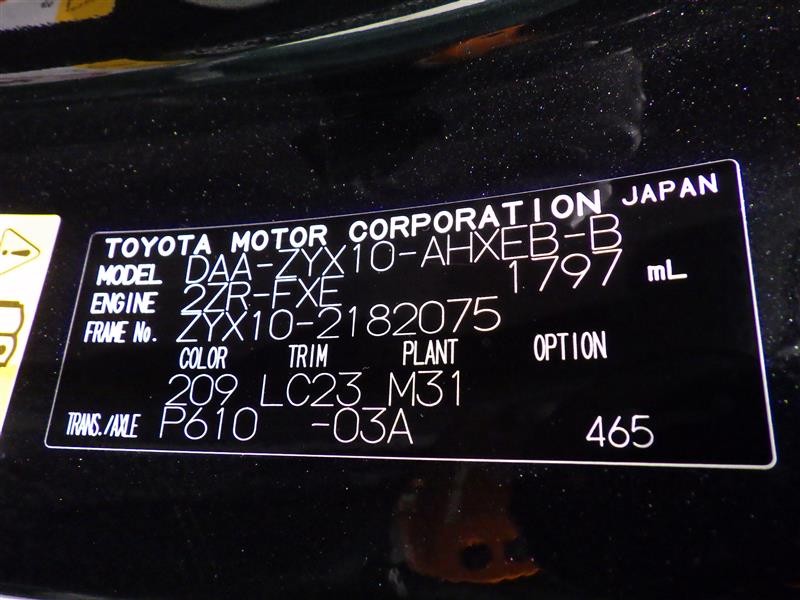 TOYOTA MOTOR CORPORATION JAPAN
MODEL DAA-ZYX10-AHXEB-B
ENGINE 2ZR-FXE 1797 mL
FRAME No. ZYX10-2182075
COLOR TRIM PLANT OPTION
209 LC23 M31
TRANS./AXLE P610 -03A 465